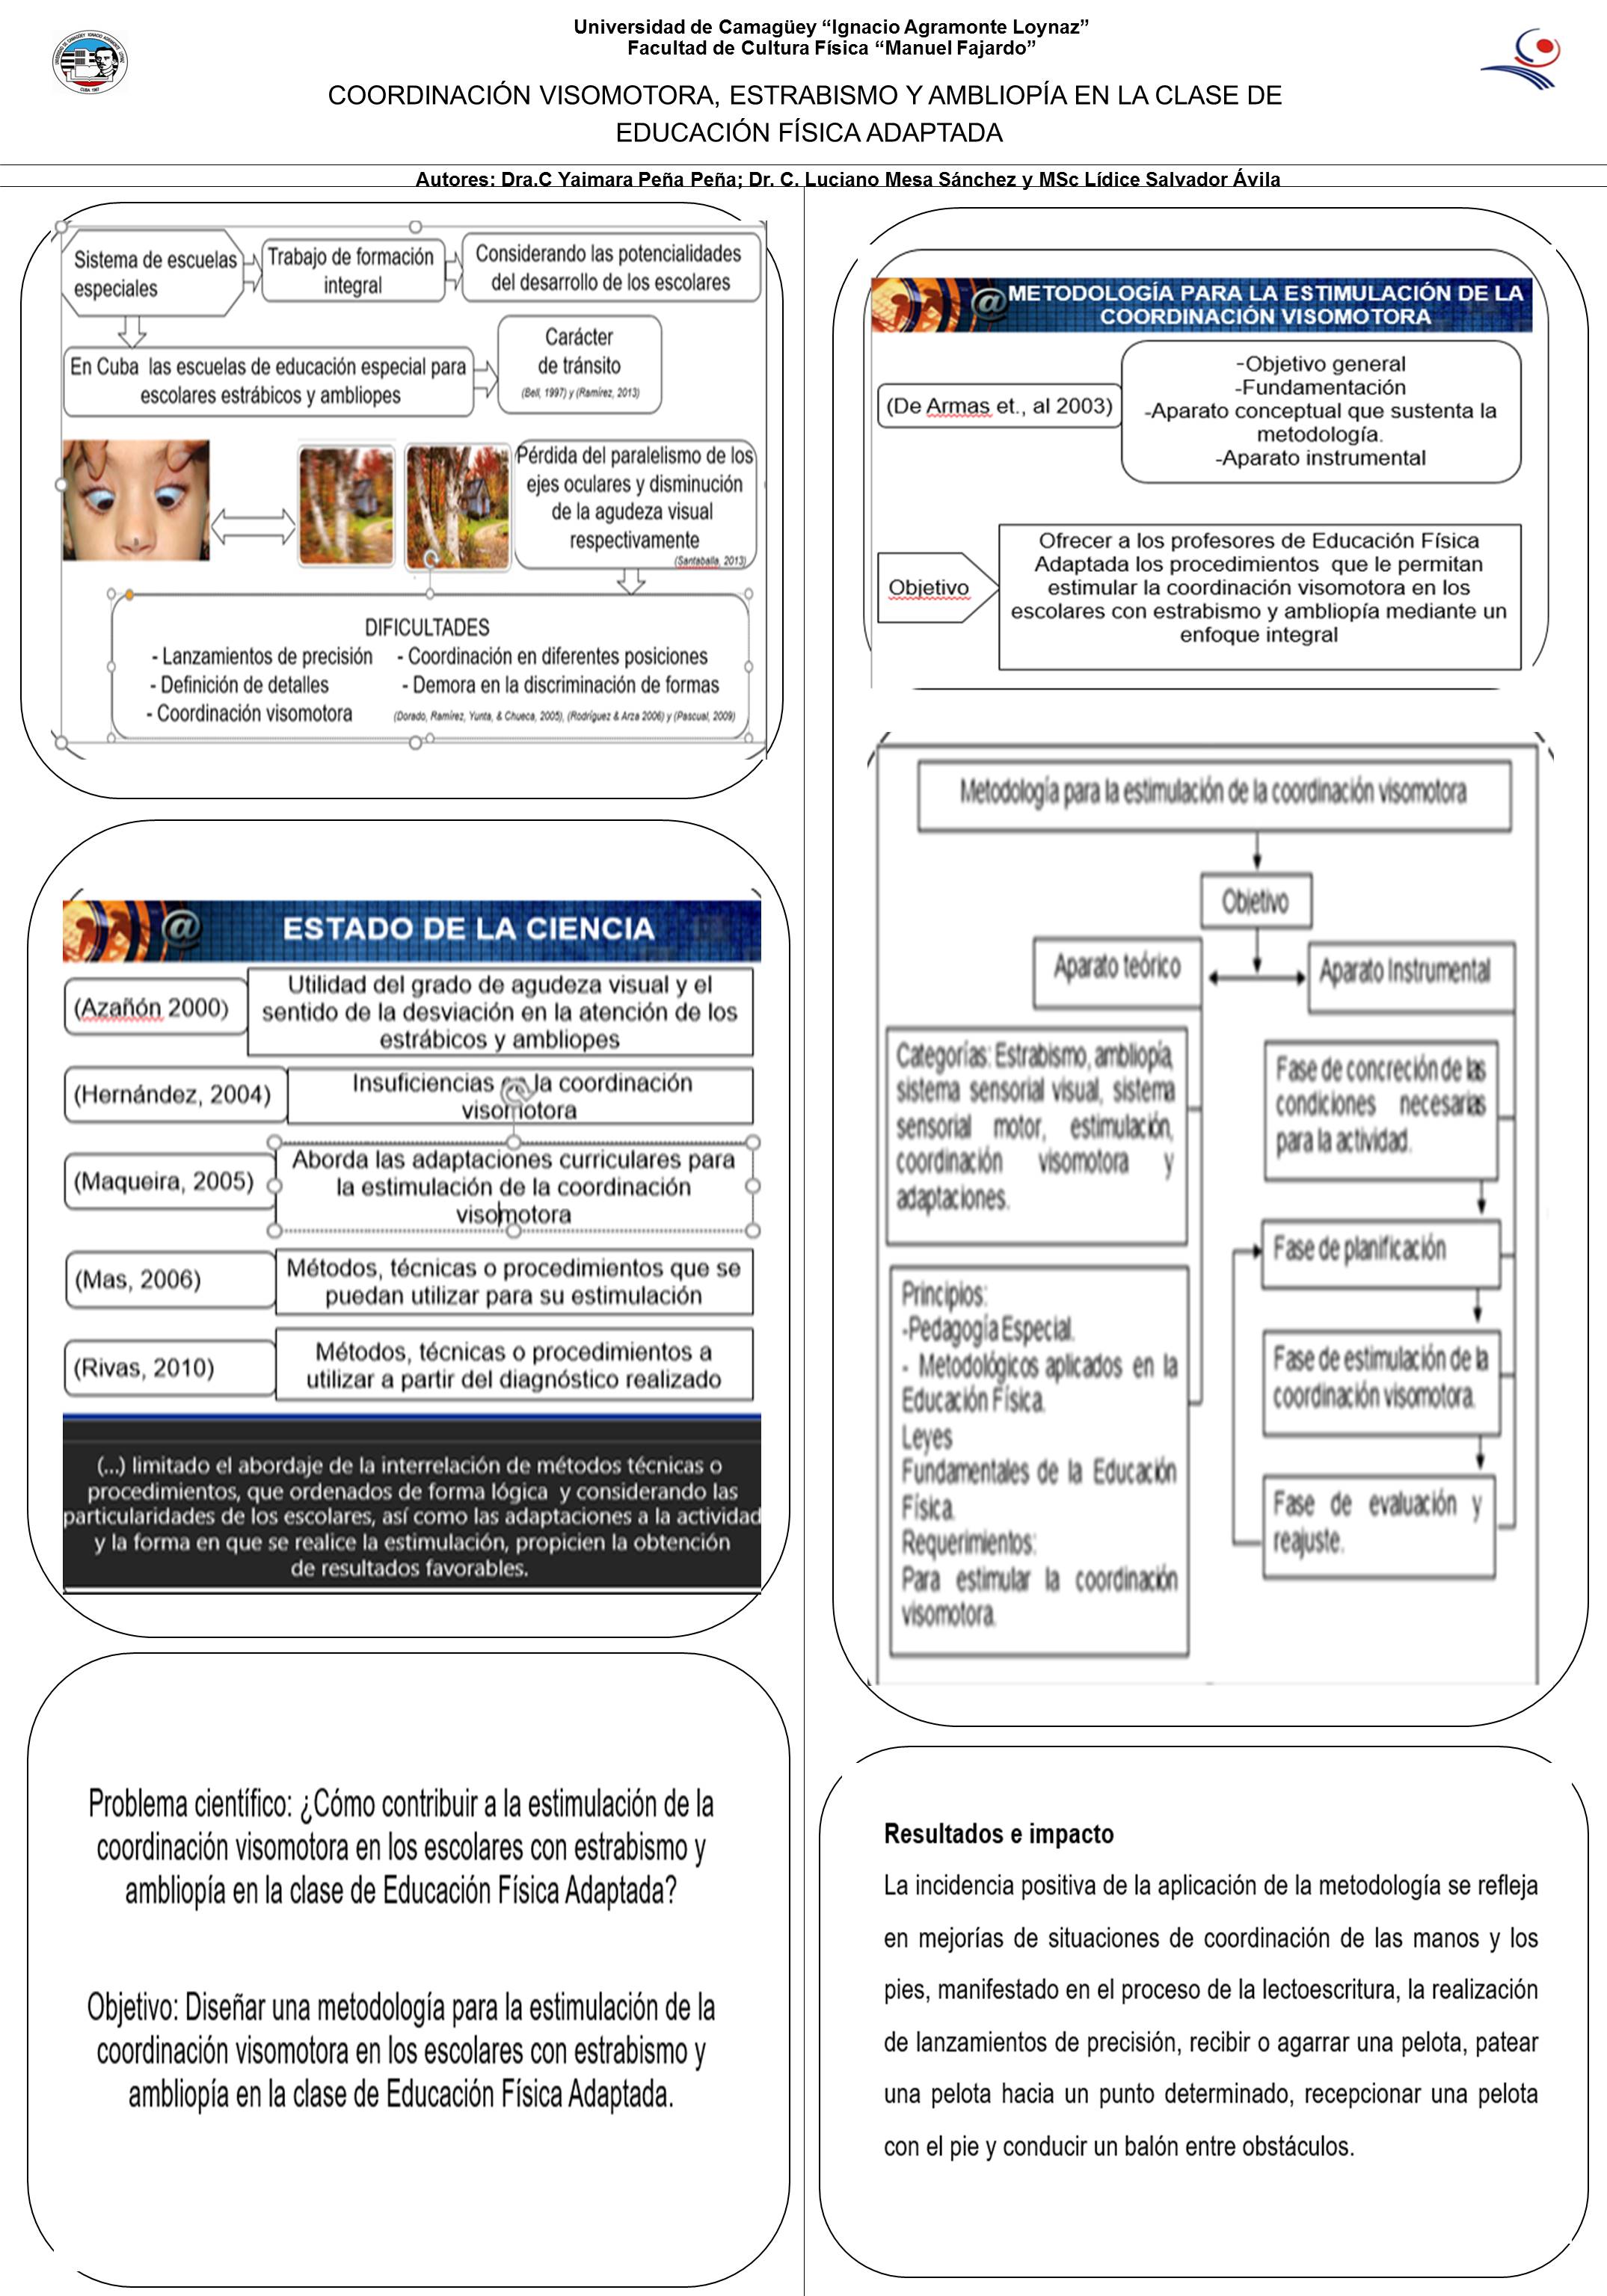 Universidad de Camagüey “Ignacio Agramonte Loynaz”
Facultad de Cultura Física “Manuel Fajardo”
COORDINACIÓN VISOMOTORA, ESTRABISMO Y AMBLIOPÍA EN LA CLASE DE
EDUCACIÓN FÍSICA ADAPTADA
Autores: Dra.C Yaimara Peña Peña; Dr. C. Luciano Mesa Sánchez y MSc Lídice Salvador Ávila
Sistema de escuelas
especiales
Trabajo de formación
integral
Considerando las potencialidades
del desarrollo de los escolares
En Cuba las escuelas de educación especial para
escolares estrábicos y ambliopes
Carácter
de tránsito
(Bell, 1997) y (Ramírez, 2013)
Pérdida del paralelismo de los
ejes oculares y disminución
de la agudeza visual
respectivamente
(Santaballa, 2013)
DIFICULTADES
- Lanzamientos de precisión
- Definición de detalles
- Coordinación visomotora
- Coordinación en diferentes posiciones
- Demora en la discriminación de formas
(Dorado, Ramírez, Yunta, & Chueca, 2005), (Rodríguez & Arza 2006) y (Pascual, 2009)
ESTADO DE LA CIENCIA
(Azañón 2000)
Utilidad del grado de agudeza visual y el
sentido de la desviación en la atención de los
estrábicos y ambliopes
(Hernández, 2004)
Insuficiencias en la coordinación
visomotora
(Maqueira, 2005)
Aborda las adaptaciones curriculares para
la estimulación de la coordinación
visomotora
(Mas, 2006)
Métodos, técnicas o procedimientos que se
puedan utilizar para su estimulación
(Rivas, 2010)
Métodos, técnicas o procedimientos a
utilizar a partir del diagnóstico realizado
(...) limitado el abordaje de la interrelación de métodos técnicas o
procedimientos, que ordenados de forma lógica y considerando las
particularidades de los escolares, así como las adaptaciones a la actividad
y la forma en que se realice la estimulación, propicien la obtención
de resultados favorables.
Problema científico: ¿Cómo contribuir a la estimulación de la
coordinación visomotora en los escolares con estrabismo y
ambliopía en la clase de Educación Física Adaptada?
Objetivo: Diseñar una metodología para la estimulación de la
coordinación visomotora en los escolares con estrabismo y
ambliopía en la clase de Educación Física Adaptada.
METODOLOGÍA PARA LA ESTIMULACIÓN DE LA
COORDINACIÓN VISOMOTORA
(De Armas et., al 2003)
-Objetivo general
-Fundamentación
-Aparato conceptual que sustenta la
metodología.
-Aparato instrumental
Objetivo
Ofrecer a los profesores de Educación Física
Adaptada los procedimientos que le permitan
estimular la coordinación visomotora en los
escolares con estrabismo y ambliopía mediante un
enfoque integral
Metodología para la estimulación de la coordinación visomotora
Objetivo
Aparato teórico
Aparato Instrumental
Categorías: Estrabismo, ambliopía,
sistema sensorial visual, sistema
sensorial motor, estimulación,
coordinación visomotora y
adaptaciones.
Principios:
-Pedagogía Especial.
- Metodológicos aplicados en la
Educación Física.
Leyes
Fundamentales de la Educación
Física.
Requerimientos:
Para estimular la coordinación
visomotora.
Fase de concreción de las
condiciones necesarias
para la actividad.
Fase de planificación
Fase de estimulación de la
coordinación visomotora.
Fase de evaluación y
reajuste.
Resultados e impacto
La incidencia positiva de la aplicación de la metodología se refleja
en mejorías de situaciones de coordinación de las manos y los
pies, manifestado en el proceso de la lectoescritura, la realización
de lanzamientos de precisión, recibir o agarrar una pelota, patear
una pelota hacia un punto determinado, recepcionar una pelota
con el pie y conducir un balón entre obstáculos.